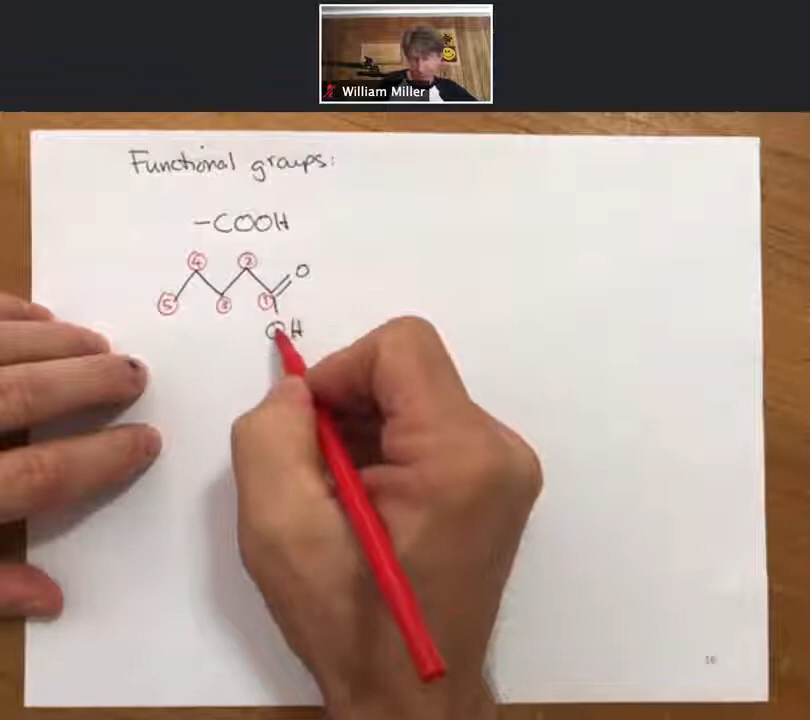 William Miller
Functional groups:
-COOH
4 2 O
5 3 1
OH
16